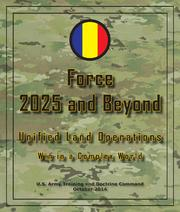 Force
2025 and Beyond
Unified Land Operations
Win in a Complex World
U.S. Army Training and Doctrine Command
October 2014